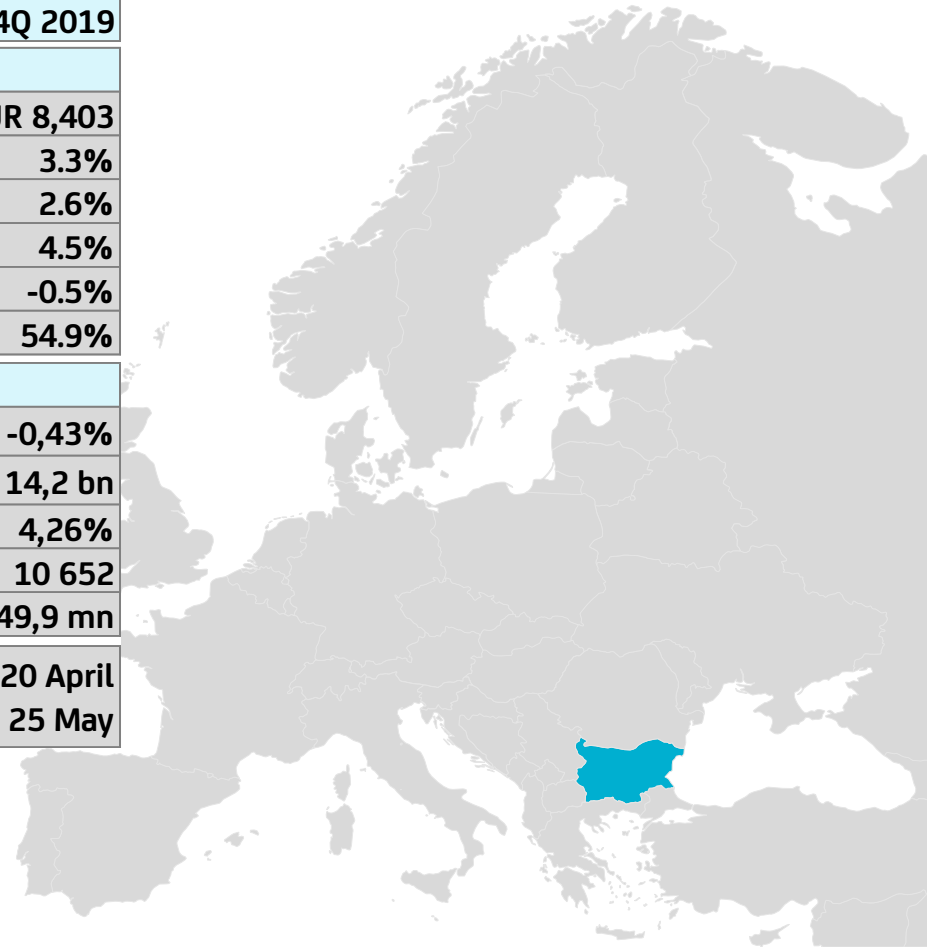 4Q 2019
R 8,403
3.3%
2.6%
4.5%
-0.5%
54.9%
-0,43%
14,2 bn
4,26%
10 652
49,9 mn
20 April
25 May